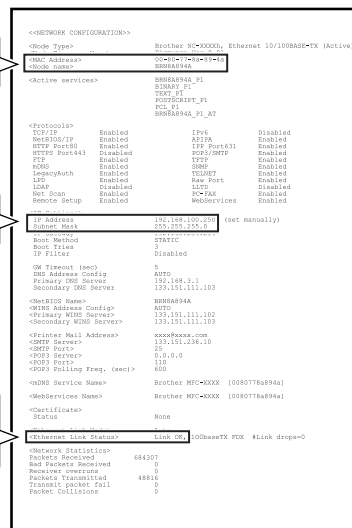 <<NETWORK CONFIGURATION>>
<Node Type> Brother NC-XXXXh, Ethernet 10/100BASE-TX (Active)
<MAC Address> 00-80-77-8a-89-4a
<Node name> BRN8A894A
<Active services> BRN8A894A_P1
BINARY_P1
TEXT_P1
POSTSCRIPT_P1
PCL_P1
BRN8A894A_P1_AT
<Protocols>
TCP/IP Enabled IPv6 Disabled
NetBIOS/IP Enabled APIPA Enabled
HTTP Port80 Enabled IPP Port631 Enabled
HTTPS Port443 Disabled POP3/SMTP Enabled
FTP Enabled TFTP Enabled
mDNS Enabled SNMP Enabled
LegacyAuth Enabled TELNET Enabled
LPD Enabled Raw Port Enabled
LDAP Disabled LLTD Disabled
Net Scan Enabled PC-FAX Enabled
Remote Setup Enabled WebServices Enabled
IP Address 192.168.100.250 (set manually)
Subnet Mask 255.255.255.0
Boot Method STATIC
Boot Tries 3
IP Filter Disabled
GW Timeout (sec) 5
DNS Address Config AUTO
Primary DNS Server 192.168.3.1
Secondary DNS Server 133.151.111.103
<NetBIOS Name> BRN8A894A
<WINS Address Config> AUTO
<Primary WINS Server> 133.151.111.102
<Secondary WINS Server> 133.151.111.103
<Printer Mail Address> xxxx@xxxx.com
<SMTP Server> 133.151.236.10
<SMTP Port> 25
<POP3 Server> 0.0.0.0
<POP3 Port> 110
<POP3 Polling Freq. (sec)> 600
<mDNS Service Name> Brother MFC-XXXX [0080778a894a]
<WebServices Name> Brother MFC-XXXX [0080778a894a]
<Certificate>
Status None
<Ethernet Link Status> Link OK, 100baseTX FDX #Link drops=0
<Network Statistics>
Packets Received 684307
Bad Packets Received 0
Receiver overruns 0
Packets Transmitted 48816
Transmit packet fail 0
Packet Collisions 0